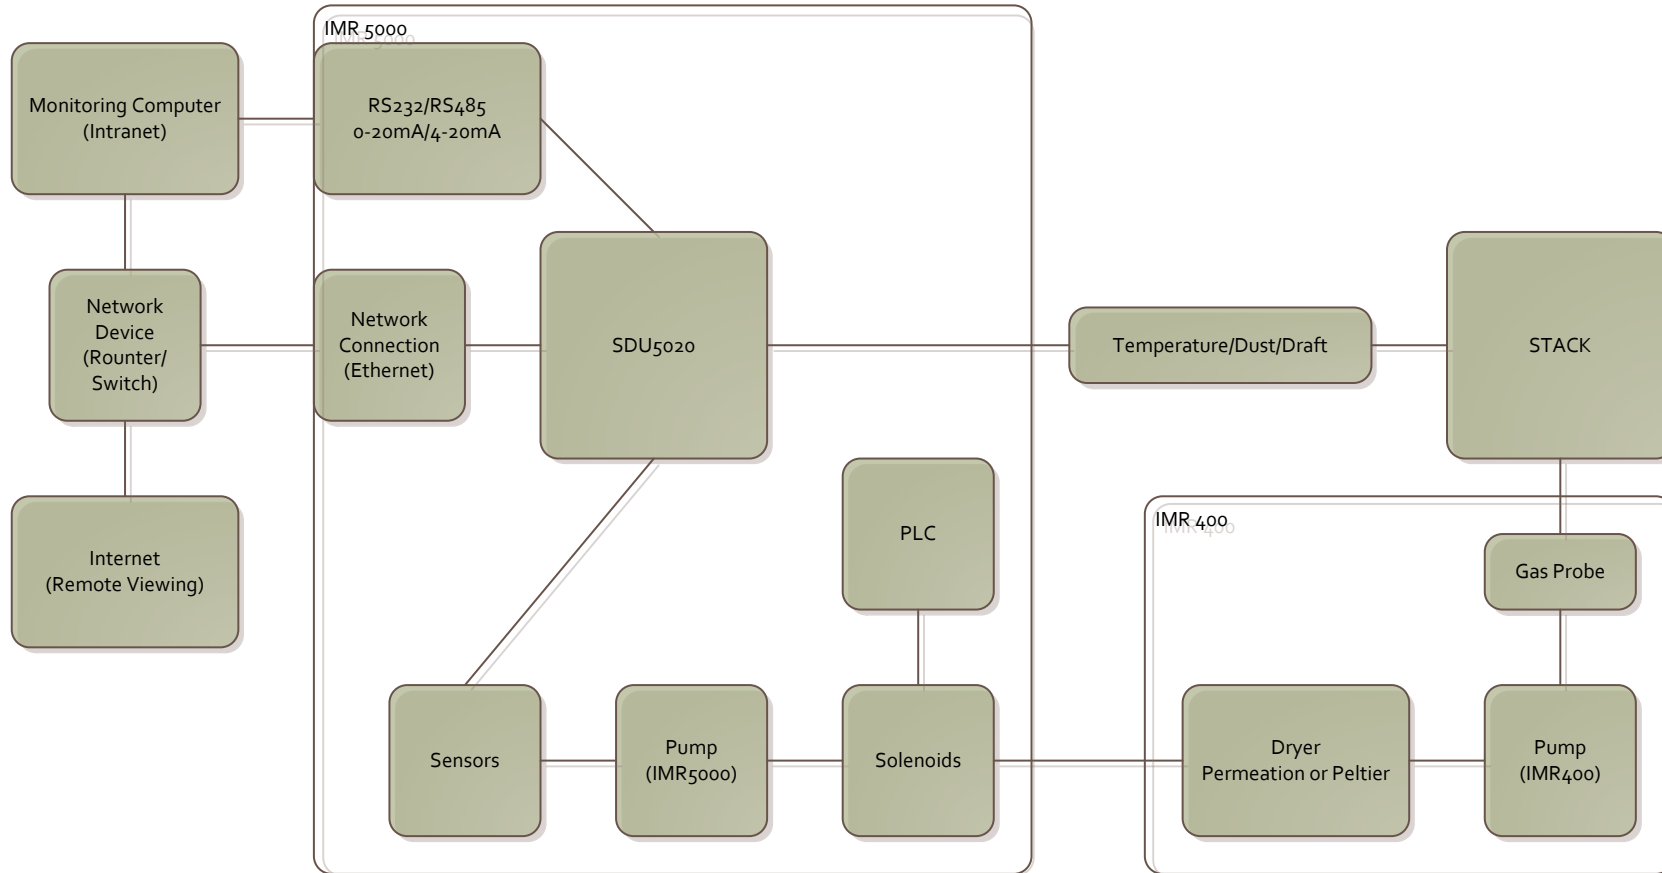 IMR 5000
Monitoring Computer
(Intranet)
RS232/RS485
0-20mA/4-20mA
Network
Device
(Rounter/
Switch)
Network
Connection
(Ethernet)
SDU5020
Temperature/Dust/Draft
STACK
Internet
(Remote Viewing)
PLC
IMR 400
Gas Probe
Sensors
Pump
(IMR5000)
Solenoids
Dryer
Permeation or Peltier
Pump
(IMR400)